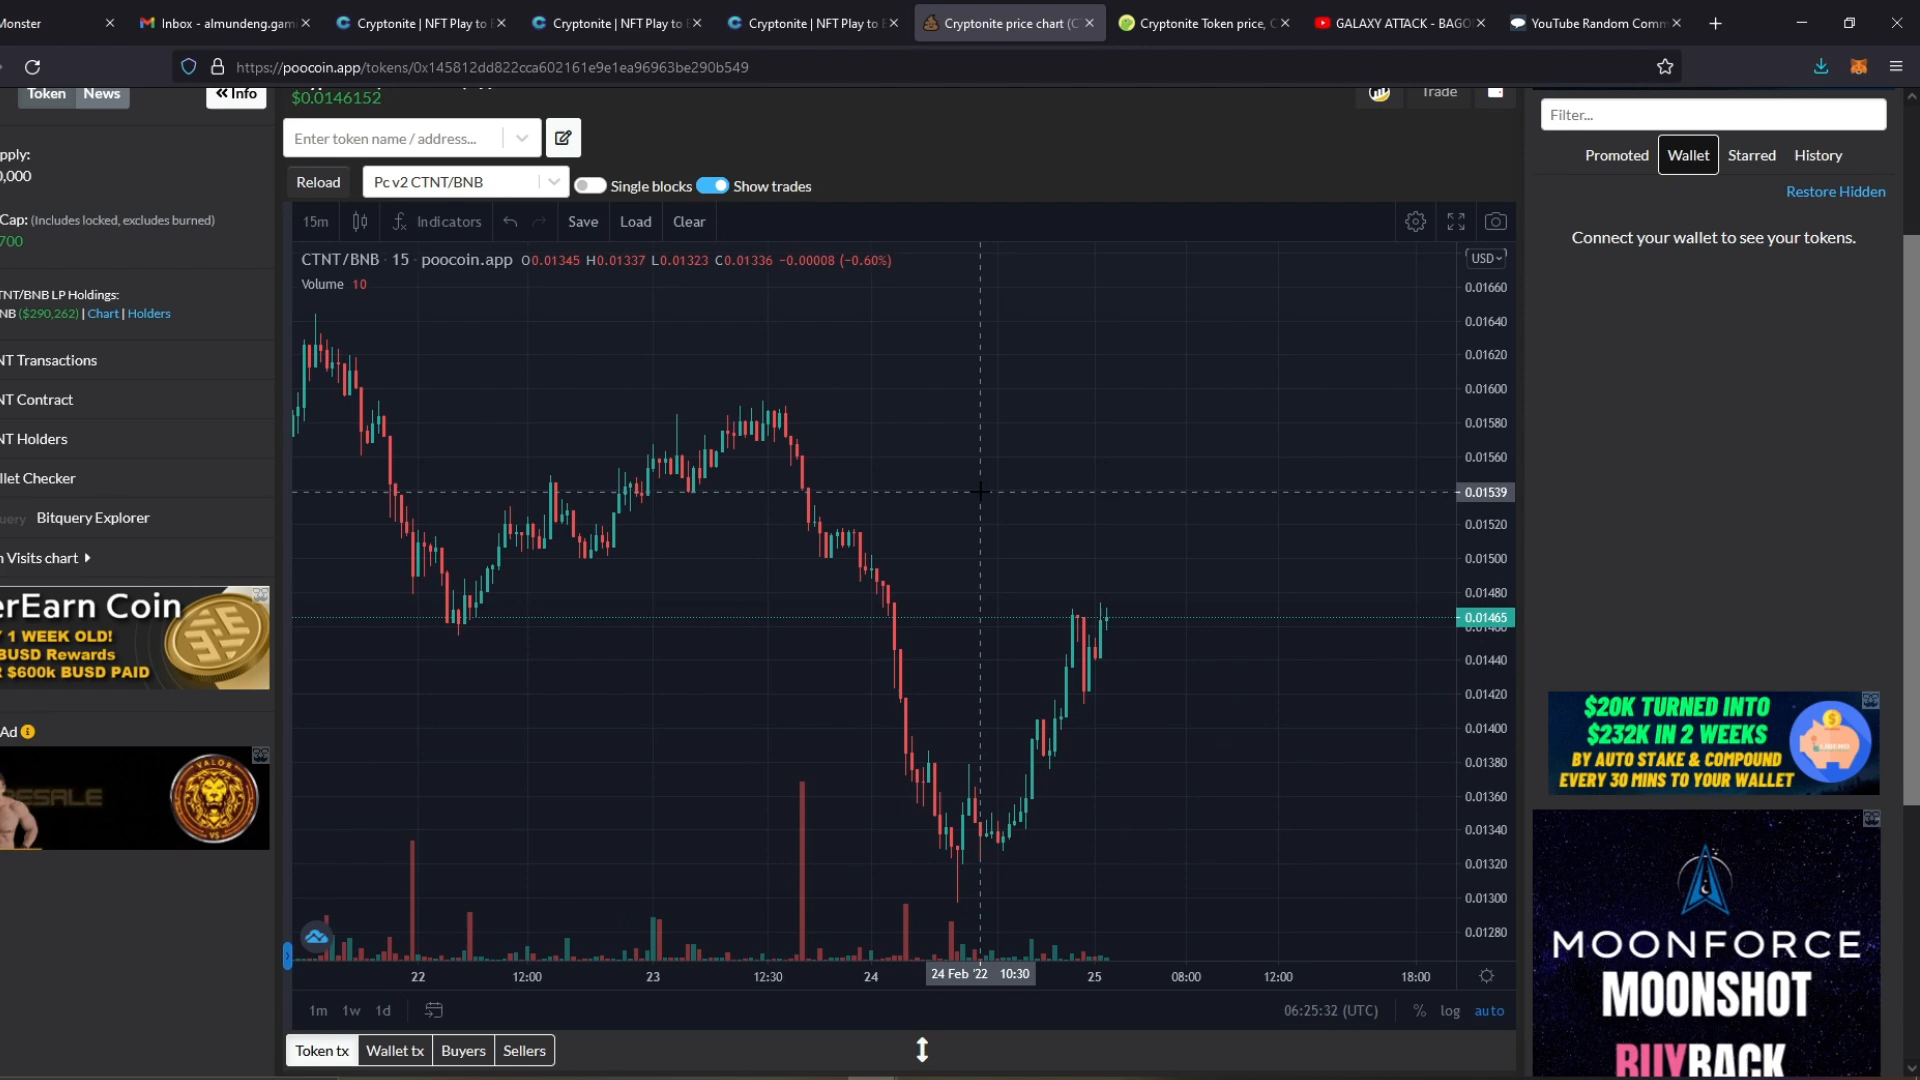 Monster
Inbox - almundeng.gam
Cryptonite | NFT Play to E
Cryptonite | NFT Play to E
Cryptonite | NFT Play to E
Cryptonite price chart (C
Cryptonite Token price, C
GALAXY ATTACK - BAGO
YouTube Random Comm
https://poocoin.app/tokens/0x145812dd822cca602161e9e1ea96963be290b549
Token
News
« Info
$0.0146152
Trade
Filter...
Enter token name / address...
Promoted
Wallet
Starred
History
Restore Hidden
Connect your wallet to see your tokens.
Reload
Pc v2 CTNT/BNB
Single blocks
Show trades
pply:
0,000
Cap: (Includes locked, excludes burned)
700
TNT/BNB LP Holdings:
NB ($290,262) | Chart | Holders
NT Transactions
NT Contract
NT Holders
llet Checker
uery Bitquery Explorer
n Visits chart
15m
Indicators
Save
Load
Clear
CTNT/BNB · 15 · poocoin.app O0.01345 H0.01337 L0.01323 C0.01336 -0.00008 (-0.60%)
Volume 10
USD
0.01660
0.01640
0.01620
0.01600
0.01580
0.01560
0.01539
0.01520
0.01500
0.01480
0.01465
0.01440
0.01420
0.01400
0.01380
0.01360
0.01340
0.01320
0.01300
0.01280
22
12:00
23
12:30
24
24 Feb '22 10:30
25
08:00
12:00
18:00
1m
1w
1d
06:25:32 (UTC)
%
log
auto
Token tx
Wallet tx
Buyers
Sellers
erEarn Coin
1 WEEK OLD!
BUSD Rewards
$600k BUSD PAID
Ad
ESALE
VALOR
VS
$20K TURNED INTO
$232K IN 2 WEEKS
BY AUTO STAKE & COMPOUND
EVERY 30 MINS TO YOUR WALLET
MOONFORCE
MOONSHOT
BUYBACK